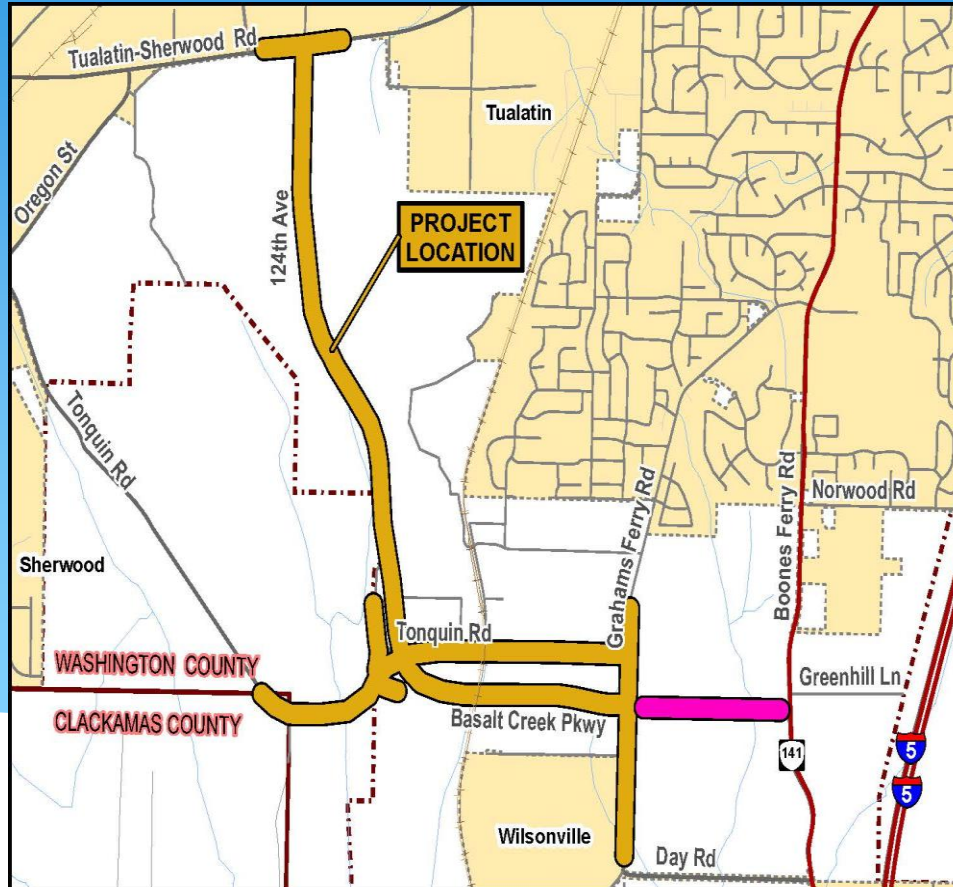 Tualatin-Sherwood Rd
Tualatin
Oregon St
124th Ave
PROJECT
LOCATION
Tonquin Rd
Grahams Ferry Rd
Boones Ferry Rd
Norwood Rd
Sherwood
Tonquin Rd
WASHINGTON COUNTY
CLACKAMAS COUNTY
Greenhill Ln
Basalt Creek Pkwy
141
5
5
Wilsonville
Day Rd